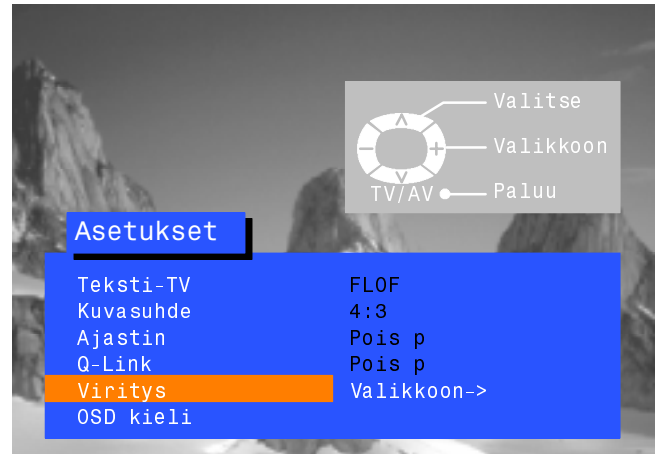 Valitse
Valikkoon
TV/AV Paluu
Asetukset
Teksti-TV FLOF
Kuvasuhde 4:3
Ajastin Pois p
Q-Link Pois p
Viritys Valikkoon->
OSD kieli